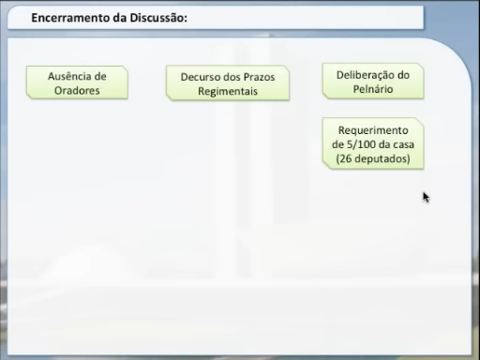 Encerramento da Discussão:
Ausência de
Oradores
Decurso dos Prazos
Regimentais
Deliberação do
Pelnário
Requerimento
de 5/100 da casa
(26 deputados)